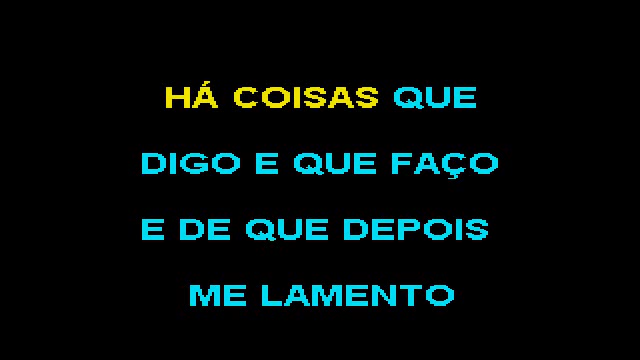 HÁ COISAS QUE
DIGO E QUE FAÇO
E DE QUE DEPOIS
ME LAMENTO